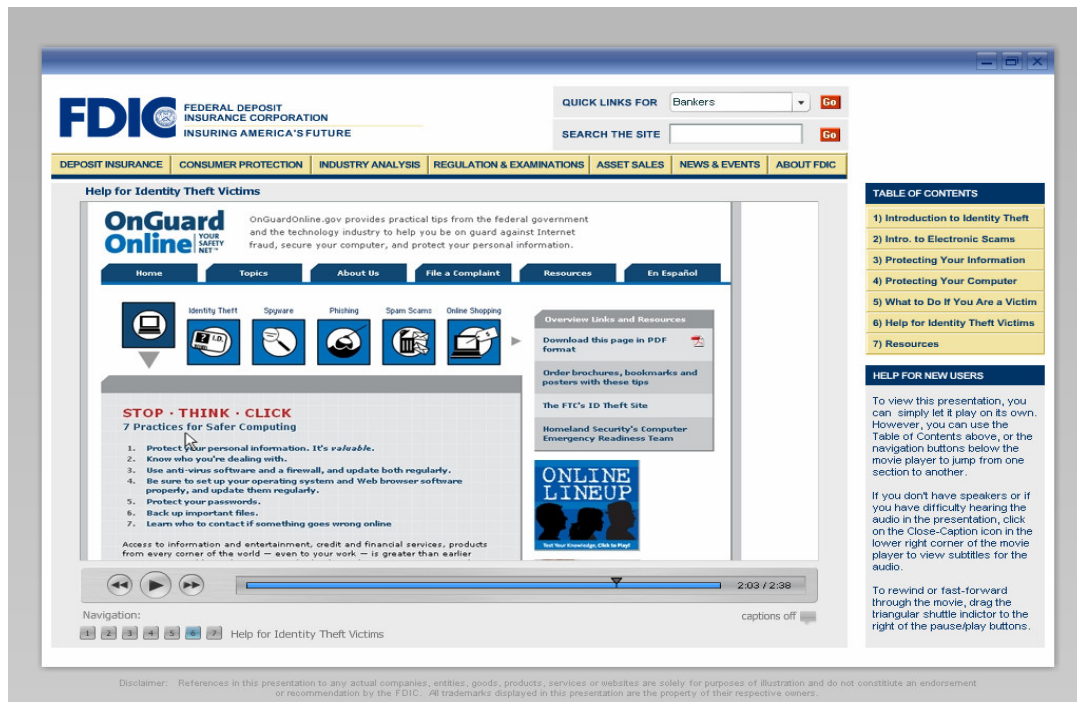 FDIC
FEDERAL DEPOSIT
INSURANCE CORPORATION
INSURING AMERICA'S FUTURE
QUICK LINKS FOR Bankers Go
SEARCH THE SITE Go
DEPOSIT INSURANCE CONSUMER PROTECTION INDUSTRY ANALYSIS REGULATION & EXAMINATIONS ASSET SALES NEWS & EVENTS ABOUT FDIC
Help for Identity Theft Victims
OnGuard
Online
YOUR
SAFETY
NET™
OnGuardOnline.gov provides practical tips from the federal government
and the technology industry to help you be on guard against Internet
fraud, secure your computer, and protect your personal information.
Home Topics About Us File a Complaint Resources En Español
Identity Theft Spyware Phishing Spam Scams Online Shopping
? I.D.
STOP · THINK · CLICK
7 Practices for Safer Computing
1. Protect your personal information. It's valuable.
2. Know who you're dealing with.
3. Use anti-virus software and a firewall, and update both regularly.
4. Be sure to set up your operating system and Web browser software
properly, and update them regularly.
5. Protect your passwords.
6. Back up important files.
7. Learn who to contact if something goes wrong online
Access to information and entertainment, credit and financial services, products
from every corner of the world — even to your work — is greater than earlier
Overview Links and Resources
Download this page in PDF
format
Order brochures, bookmarks and
posters with these tips
The FTC's ID Theft Site
Homeland Security's Computer
Emergency Readiness Team
ONLINE
LINEUP
Test Your Knowledge, Click to Play!
2:03 / 2:38
Navigation:
captions off
1 2 3 4 5 6 7 Help for Identity Theft Victims
TABLE OF CONTENTS
1) Introduction to Identity Theft
2) Intro. to Electronic Scams
3) Protecting Your Information
4) Protecting Your Computer
5) What to Do If You Are a Victim
6) Help for Identity Theft Victims
7) Resources
HELP FOR NEW USERS
To view this presentation, you
can simply let it play on its own.
However, you can use the
Table of Contents above, or the
navigation buttons below the
movie player to jump from one
section to another.
If you don't have speakers or if
you have difficulty hearing the
audio in the presentation, click
on the Close-Caption icon in the
lower right corner of the movie
player to view subtitles for the
audio.
To rewind or fast-forward
through the movie, drag the
triangular shuttle indictor to the
right of the pause/play buttons.
Disclaimer: References in this presentation to any actual companies, entities, goods, products, services or websites are solely for purposes of illustration and do not constitute an endorsement
or recommendation by the FDIC. All trademarks displayed in this presentation are the property of their respective owners.